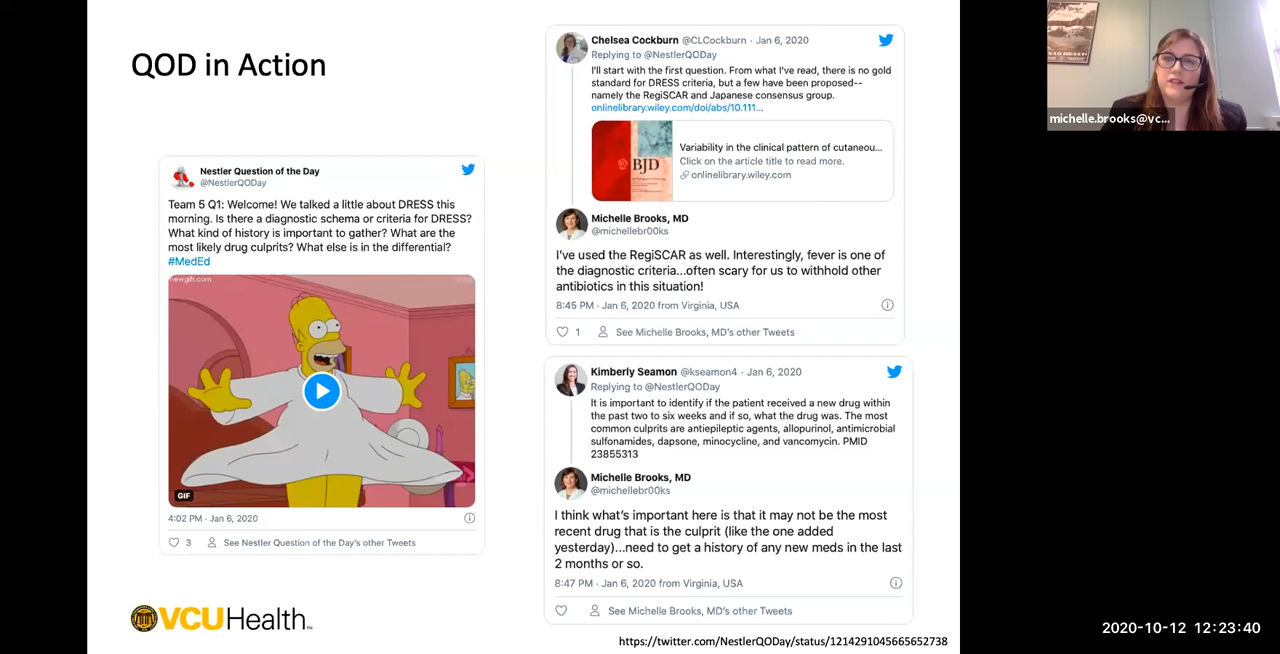 QOD in Action
Nestler Question of the Day
@NestlerQODay
Team 5 Q1: Welcome! We talked a little about DRESS this
morning. Is there a diagnostic schema or criteria for DRESS?
What kind of history is important to gather? What are the
most likely drug culprits? What else is in the differential?
#MedEd
newgifs.com
GIF
4:02 PM · Jan 6, 2020
3
See Nestler Question of the Day's other Tweets
VCUHealth™
Chelsea Cockburn @CLCockburn · Jan 6, 2020
Replying to @NestlerQODay
I'll start with the first question. From what I've read, there is no gold
standard for DRESS criteria, but a few have been proposed--
namely the RegiSCAR and Japanese consensus group.
onlinelibrary.wiley.com/doi/abs/10.111...
BJD
Variability in the clinical pattern of cutaneou...
Click on the article title to read more.
onlinelibrary.wiley.com
Michelle Brooks, MD
@michellebr00ks
I've used the RegiSCAR as well. Interestingly, fever is one of
the diagnostic criteria...often scary for us to withhold other
antibiotics in this situation!
8:45 PM · Jan 6, 2020 from Virginia, USA
1
See Michelle Brooks, MD's other Tweets
Kimberly Seamon @kseamon4 · Jan 6, 2020
Replying to @NestlerQODay
It is important to identify if the patient received a new drug within
the past two to six weeks and if so, what the drug was. The most
common culprits are antiepileptic agents, allopurinol, antimicrobial
sulfonamides, dapsone, minocycline, and vancomycin. PMID
23855313
Michelle Brooks, MD
@michellebr00ks
I think what's important here is that it may not be the most
recent drug that is the culprit (like the one added
yesterday)...need to get a history of any new meds in the last
2 months or so.
8:47 PM · Jan 6, 2020 from Virginia, USA
See Michelle Brooks, MD's other Tweets
https://twitter.com/NestlerQODay/status/1214291045665652738
michelle.brooks@vc...
2020-10-12 12:23:40